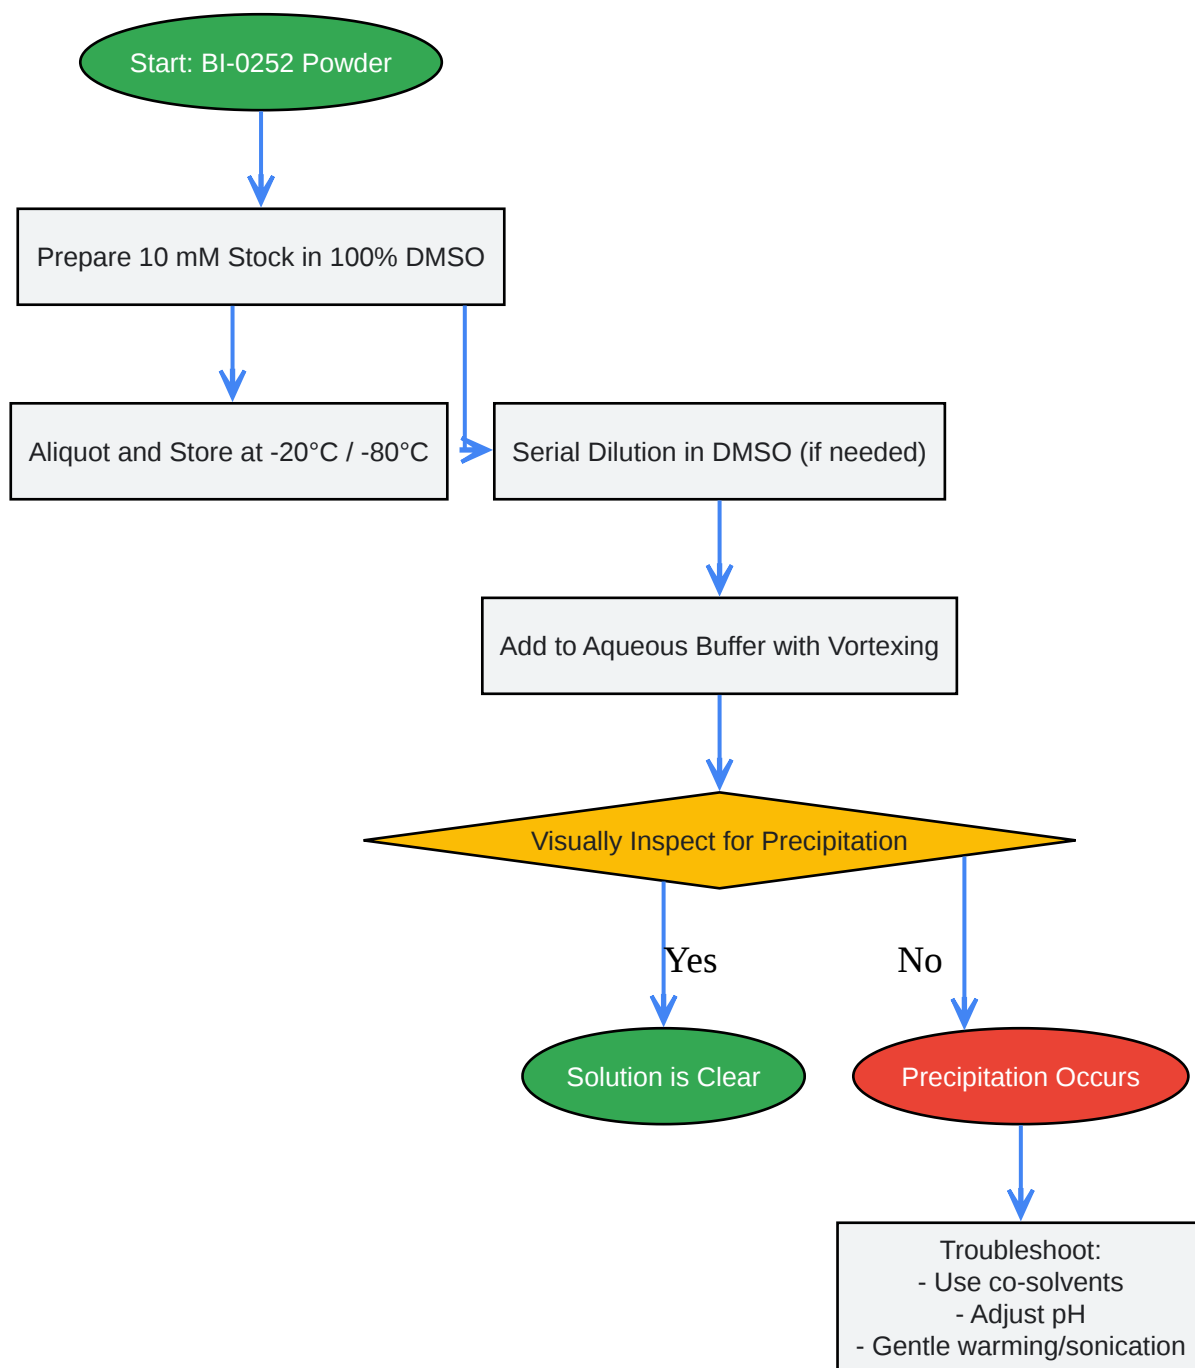 Start: BI-0252 Powder
Prepare 10 mM Stock in 100% DMSO
Aliquot and Store at -20°C / -80°C
Serial Dilution in DMSO (if needed)
Add to Aqueous Buffer with Vortexing
Visually Inspect for Precipitation
Yes
No
Solution is Clear
Precipitation Occurs
Troubleshoot:
- Use co-solvents
- Adjust pH
- Gentle warming/sonication